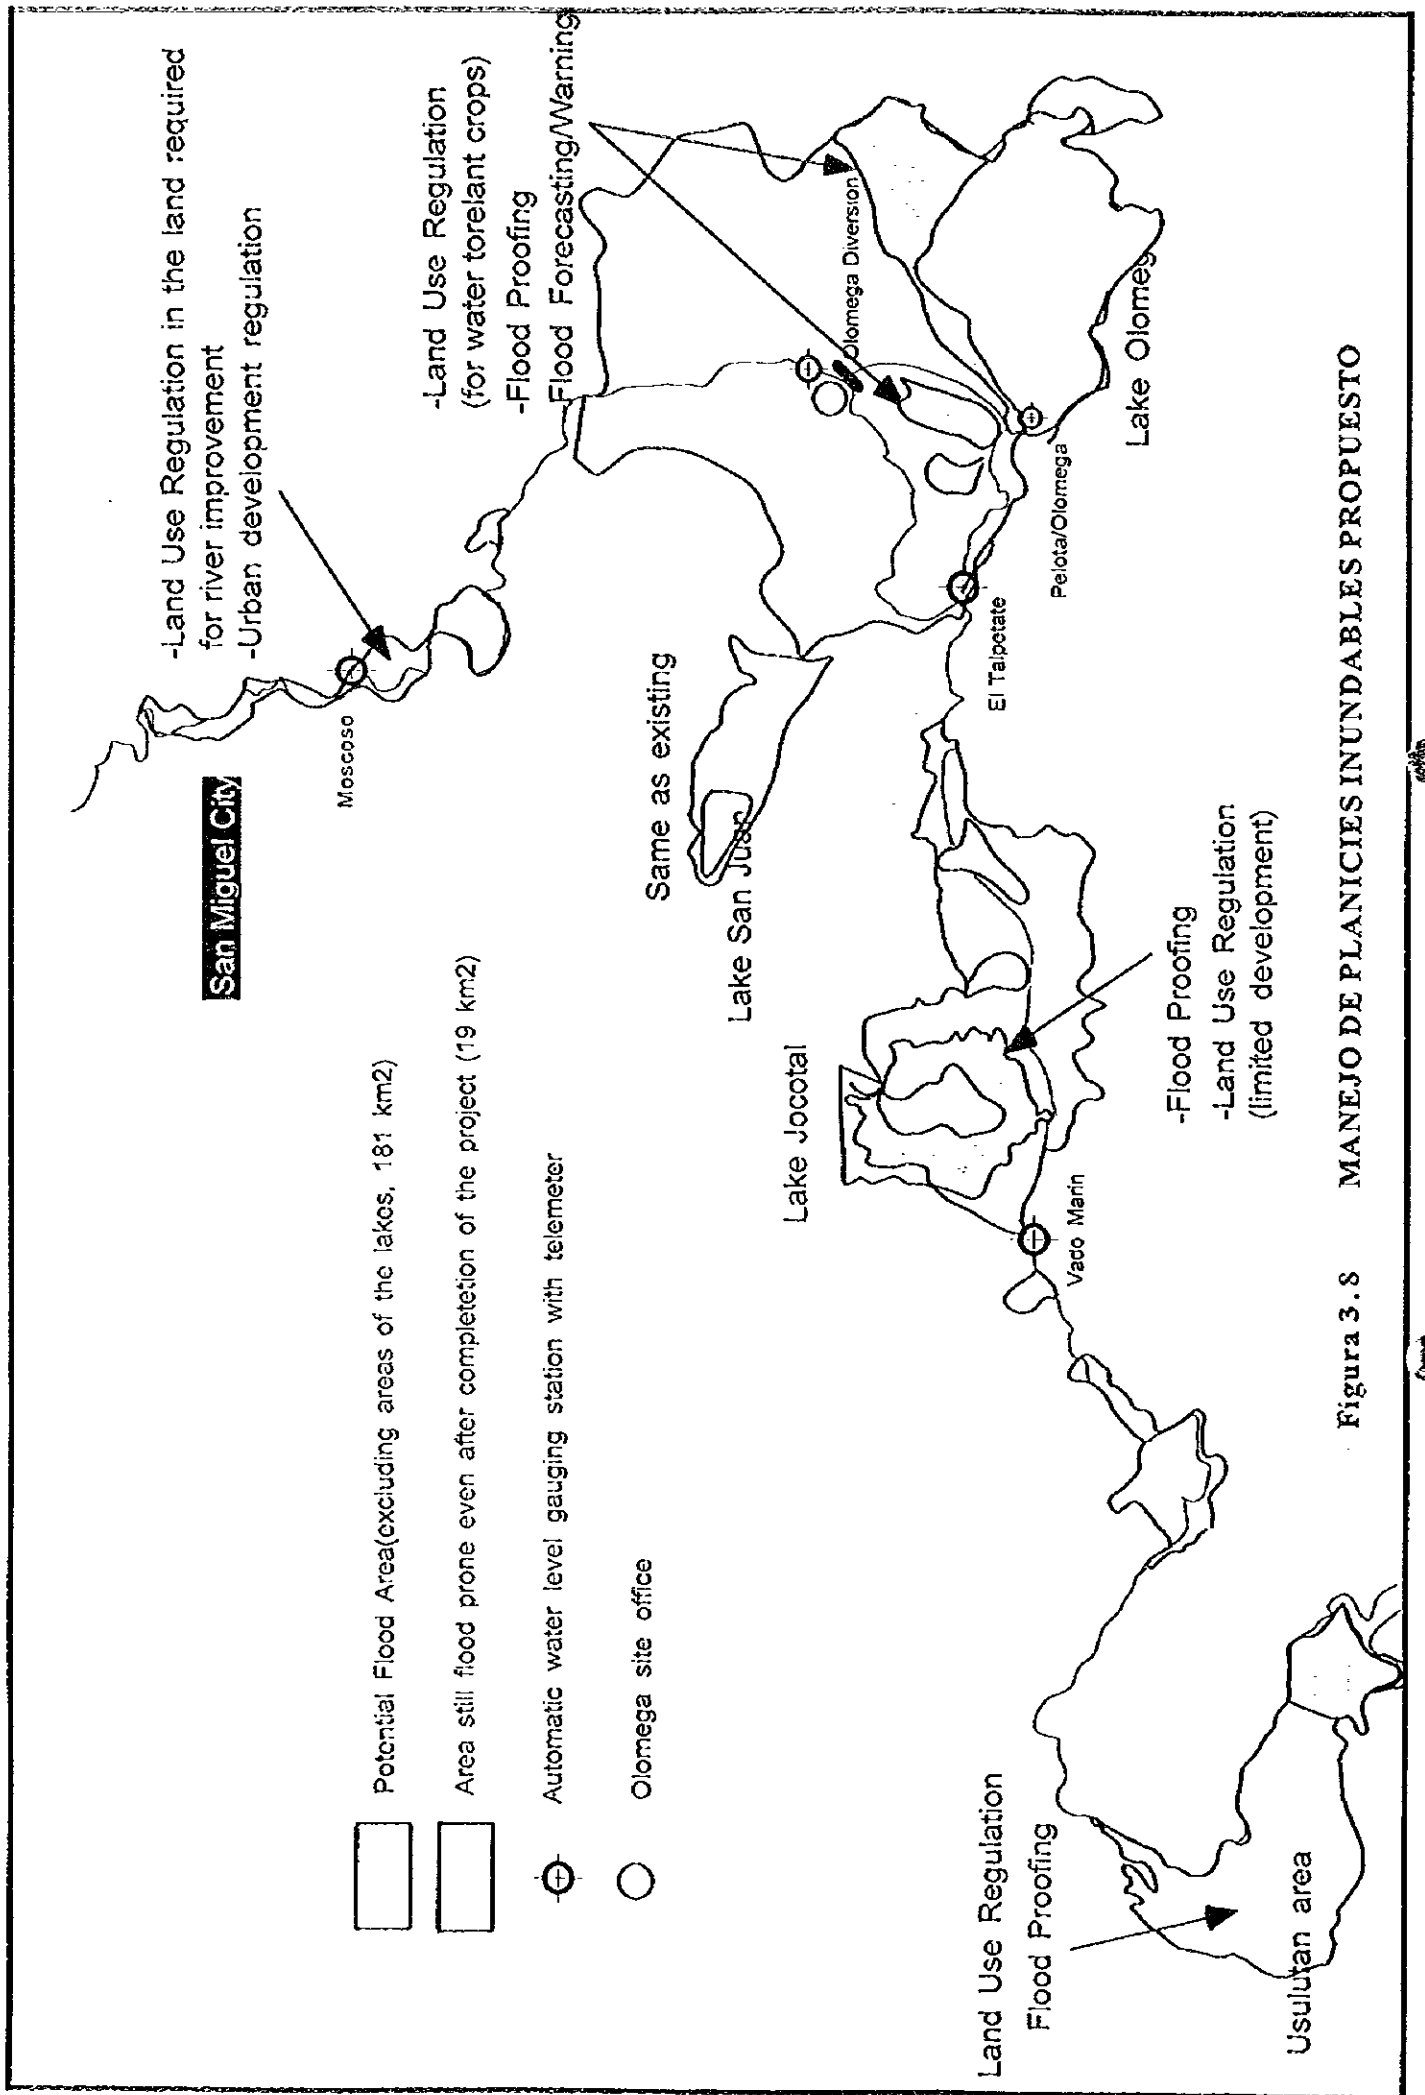 -Land Use Regulation in the land required
for river improvement
-Urban development regulation
San Miguel City
Moscoso
-Land Use Regulation
(for water torelant crops)
-Flood Proofing
Flood Forecasting/Warning
Potential Flood Area(excluding areas of the lakes, 181 km2)
Area still flood prone even after completetion of the project (19 km2)
Automatic water level gauging station with telemeter
Olomega site office
Same as existing
Lake San Juan
Lake Jocotal
Olomega Diversion
El Talpetate
Pelota/Olomega
Lake Olomeg
Vado Marin
-Flood Proofing
-Land Use Regulation
(limited development)
Land Use Regulation
Flood Proofing
Usulutan area
Figura 3.8 MANEJO DE PLANICIES INUNDABLES PROPUESTO